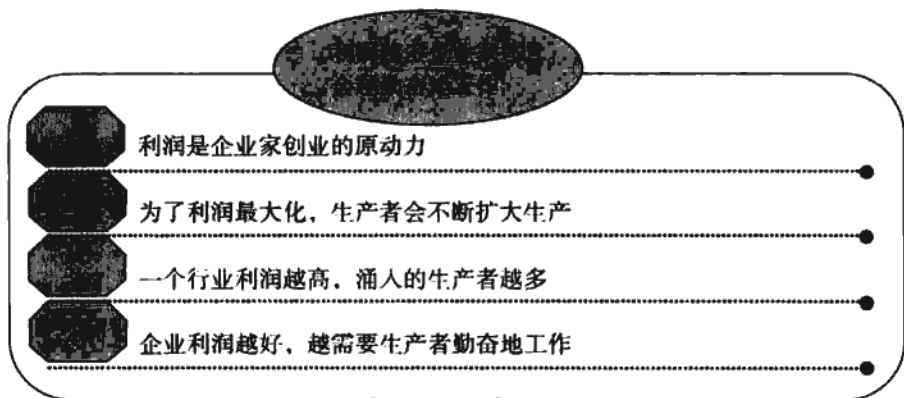 利润是企业家创业的原动力
为了利润最大化，生产者会不断扩大生产
一个行业利润越高，涌入的生产者越多
企业利润越好，越需要生产者勤奋地工作